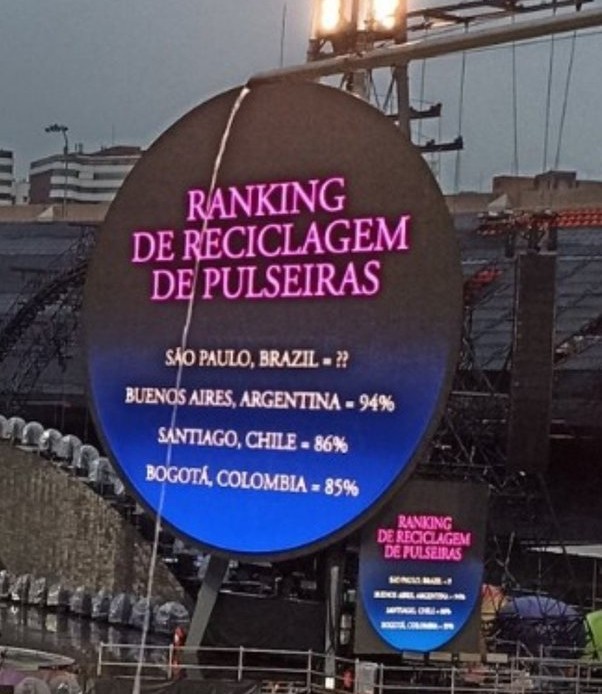 RANKING
DE RECICLAGEM
DE PULSEIRAS
SÃO PAULO, BRAZIL = ??
BUENOS AIRES, ARGENTINA = 94%
SANTIAGO, CHILE = 86%
BOGOTÁ, COLOMBIA = 85%
RANKING
DE RECICLAGEM
DE PULSEIRAS